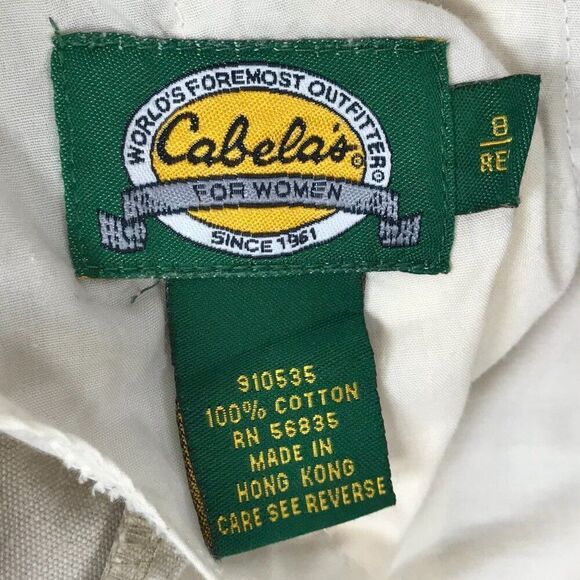 WORLD'S FOREMOST OUTFITTER®
Cabela's®
FOR WOMEN
SINCE 1961
8
RE
910535
100% COTTON
RN 56835
MADE IN
HONG KONG
CARE SEE REVERSE